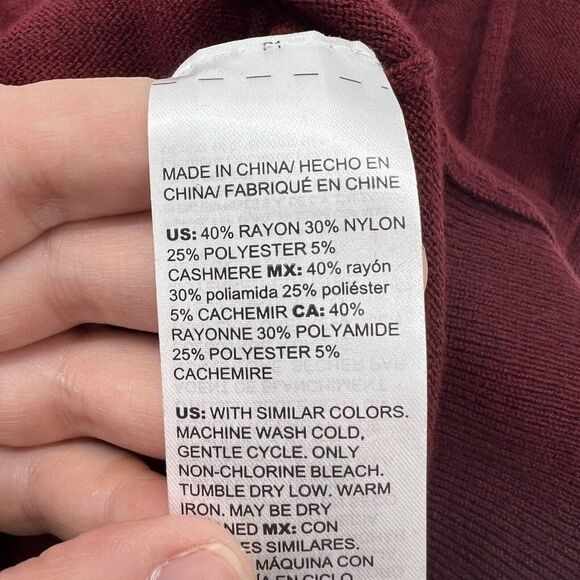 MADE IN CHINA/ HECHO EN
CHINA/ FABRIQUÉ EN CHINE
US: 40% RAYON 30% NYLON
25% POLYESTER 5%
CASHMERE MX: 40% rayón
30% poliamida 25% poliéster
5% CACHEMIR CA: 40%
RAYONNE 30% POLYAMIDE
25% POLYESTER 5%
CACHEMIRE
US: WITH SIMILAR COLORS.
MACHINE WASH COLD,
GENTLE CYCLE. ONLY
NON-CHLORINE BLEACH.
TUMBLE DRY LOW. WARM
IRON. MAY BE DRY
NED MX: CON
ES SIMILARES.
MÁQUINA CON
EN CICLO